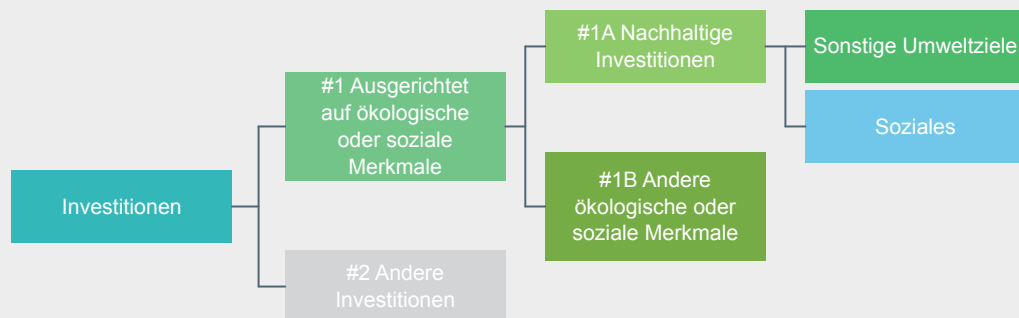 Investitionen
#1 Ausgerichtet
auf ökologische
oder soziale
Merkmale
#2 Andere
Investitionen
#1A Nachhaltige
Investitionen
#1B Andere
ökologische oder
soziale Merkmale
Sonstige Umweltziele
Soziales